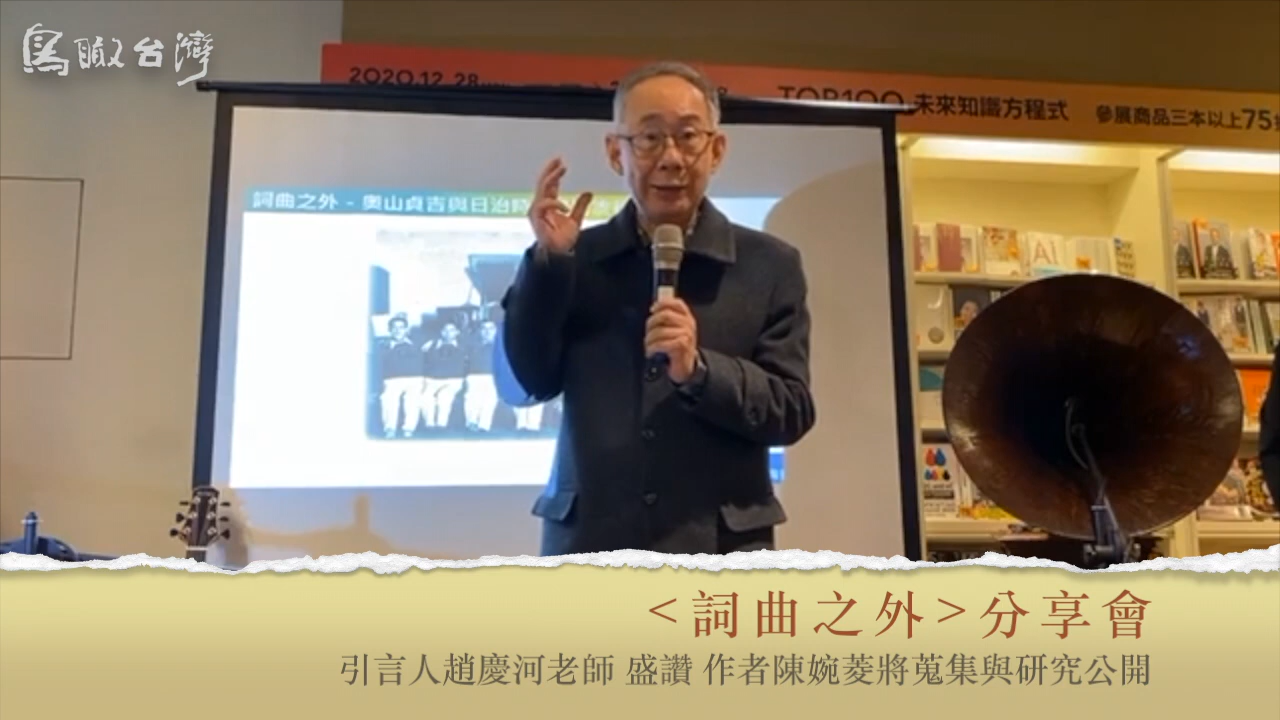 鳥瞰台灣
2020.12.28
TOP100 未來知識方程式
參展商品三本以上75
詞曲之外 - 奧山貞吉與日治時
AI
<詞曲之外>分享會
引言人趙慶河老師 盛讚 作者陳婉菱將蒐集與研究公開